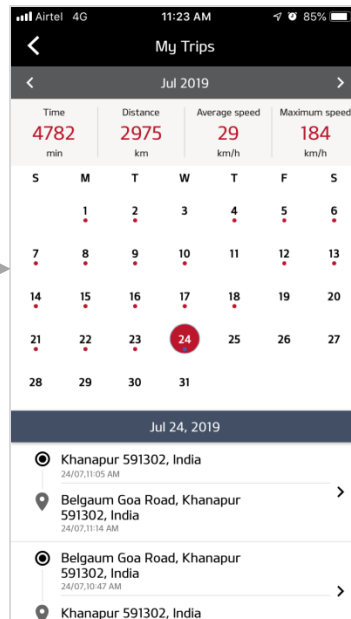 Airtel 4G 11:23 AM 85%
My Trips
Jul 2019
Time Distance Average speed Maximum speed
4782 2975 29 184
min km km/h km/h
S M T W T F S
1 2 3 4 5 6
7 8 9 10 11 12 13
14 15 16 17 18 19 20
21 22 23 24 25 26 27
28 29 30 31
Jul 24, 2019
Khanapur 591302, India
24/07,11:05 AM
Belgaum Goa Road, Khanapur
591302, India
24/07,11:14 AM
Belgaum Goa Road, Khanapur
591302, India
24/07,10:47 AM
Khanapur 591302, India